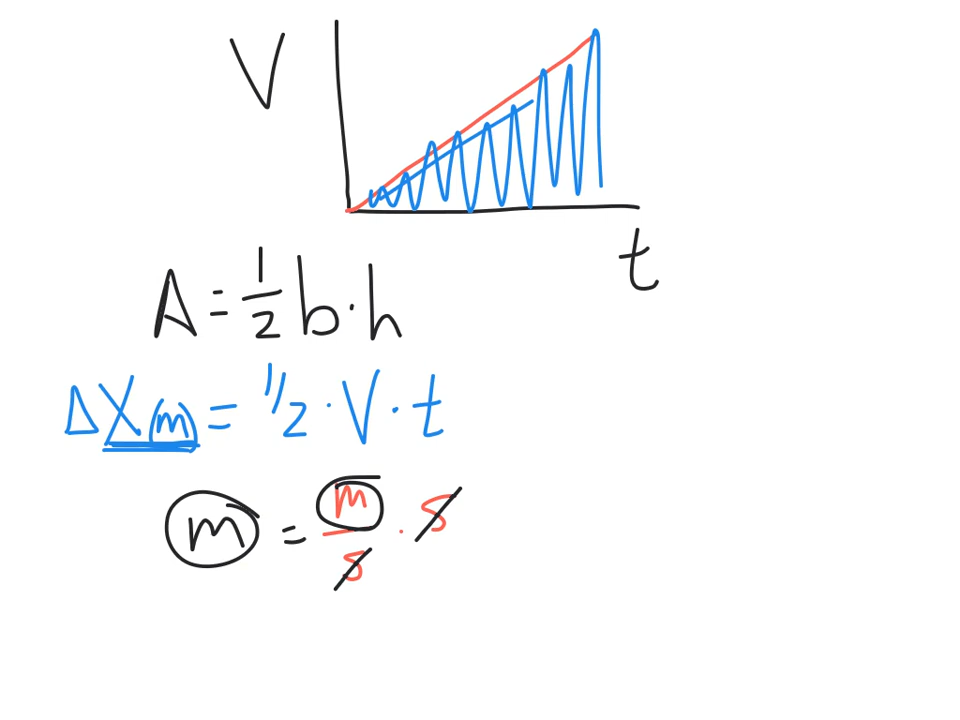 V
t
A = 1/2 b·h
ΔX(m) = 1/2 · V · t
m = m/s · s